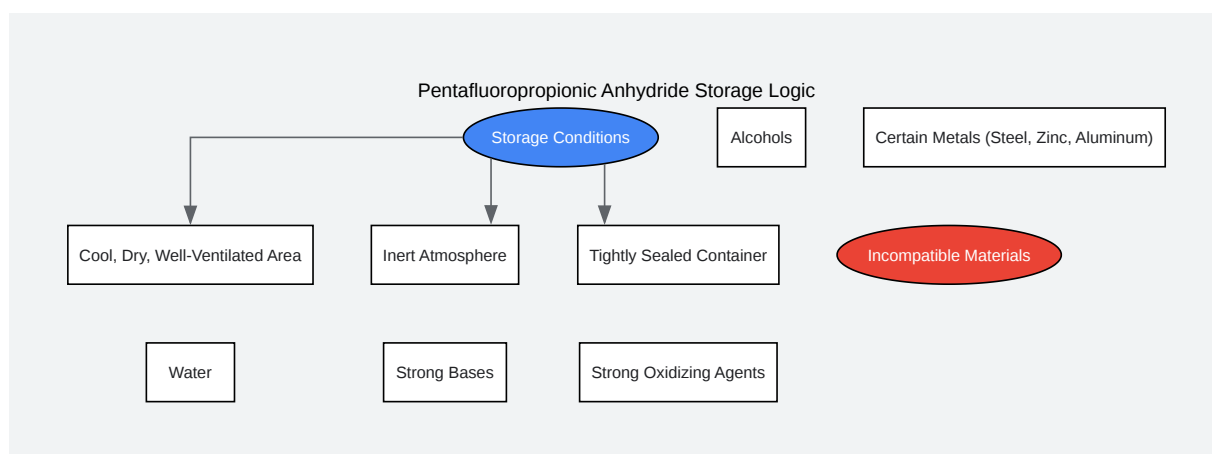 Pentafluoropropionic Anhydride Storage Logic
Storage Conditions
Alcohols
Certain Metals (Steel, Zinc, Aluminum)
Cool, Dry, Well-Ventilated Area
Inert Atmosphere
Tightly Sealed Container
Incompatible Materials
Water
Strong Bases
Strong Oxidizing Agents